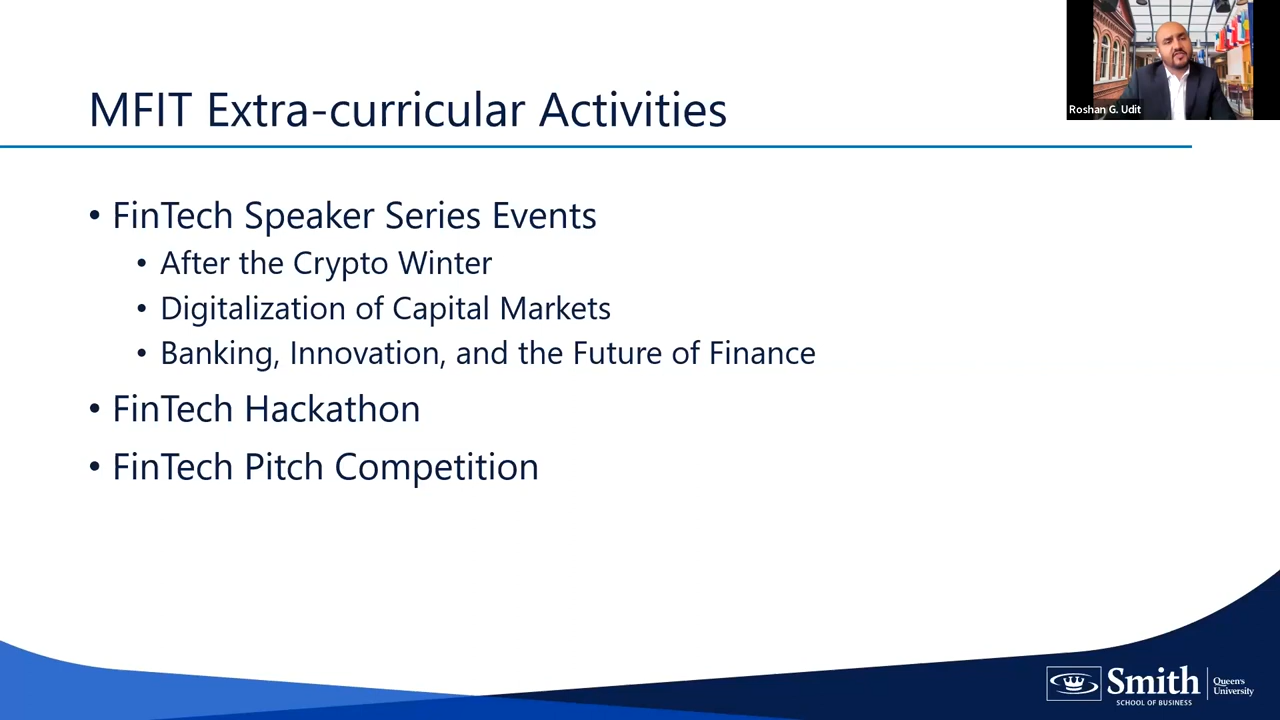 MFIT Extra-curricular Activities
Roshan G. Udit
• FinTech Speaker Series Events
• After the Crypto Winter
• Digitalization of Capital Markets
• Banking, Innovation, and the Future of Finance
• FinTech Hackathon
• FinTech Pitch Competition
Smith
SCHOOL OF BUSINESS
Queen's
University